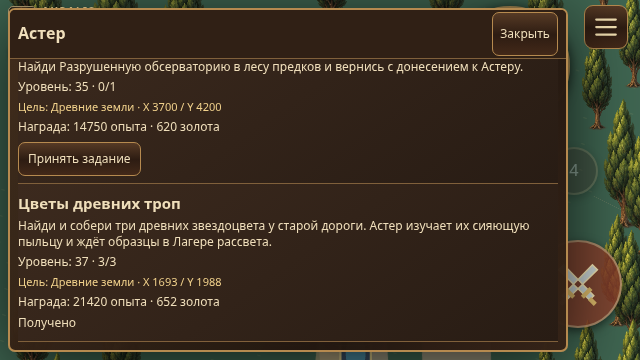 Астер
Закрыть
Найди Разрушенную обсерваторию в лесу предков и вернись с донесением к Астеру.
Уровень: 35 · 0/1
Цель: Древние земли · X 3700 / Y 4200
Награда: 14750 опыта · 620 золота
Принять задание
Цветы древних троп
Найди и собери три древних звездоцвета у старой дороги. Астер изучает их сияющую
пыльцу и ждёт образцы в Лагере рассвета.
Уровень: 37 · 3/3
Цель: Древние земли · X 1693 / Y 1988
Награда: 21420 опыта · 652 золота
Получено
4